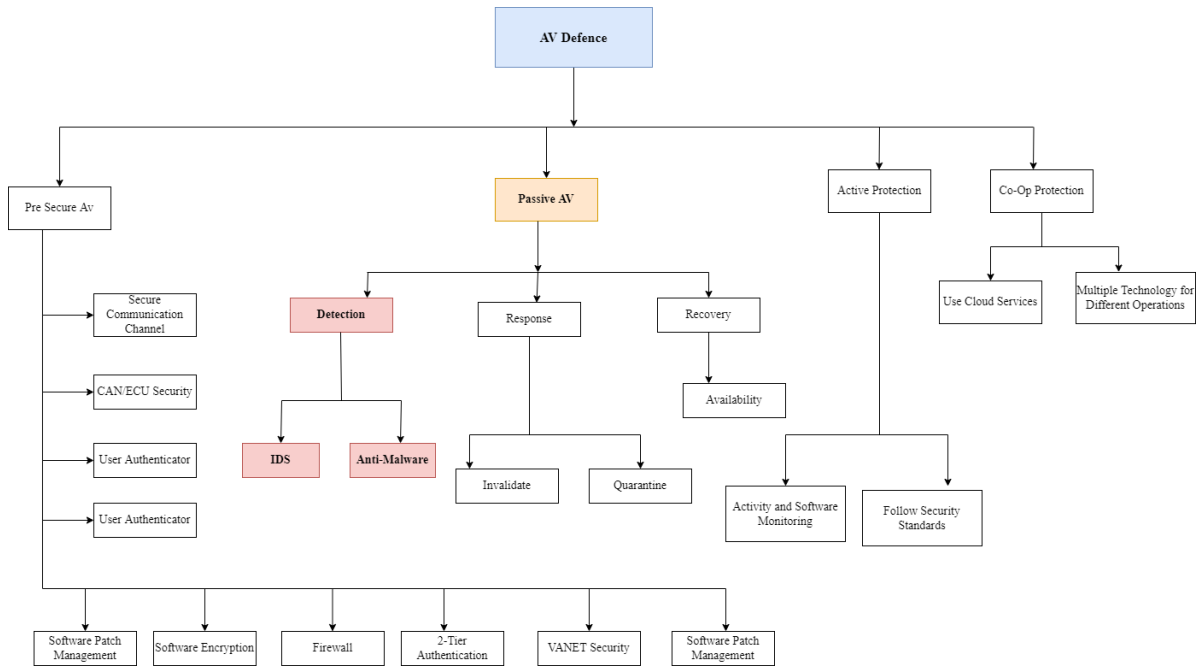 AV Defence
Pre Secure Av
Passive AV
Active Protection
Co-Op Protection
Secure
Communication
Channel
Detection
Response
Recovery
Use Cloud Services
Multiple Technology for
Different Operations
CAN/ECU Security
Availability
User Authenticator
IDS
Anti-Malware
Invalidate
Quarantine
Activity and Software
Monitoring
Follow Security
Standards
User Authenticator
Software Patch
Management
Software Encryption
Firewall
2-Tier
Authentication
VANET Security
Software Patch
Management